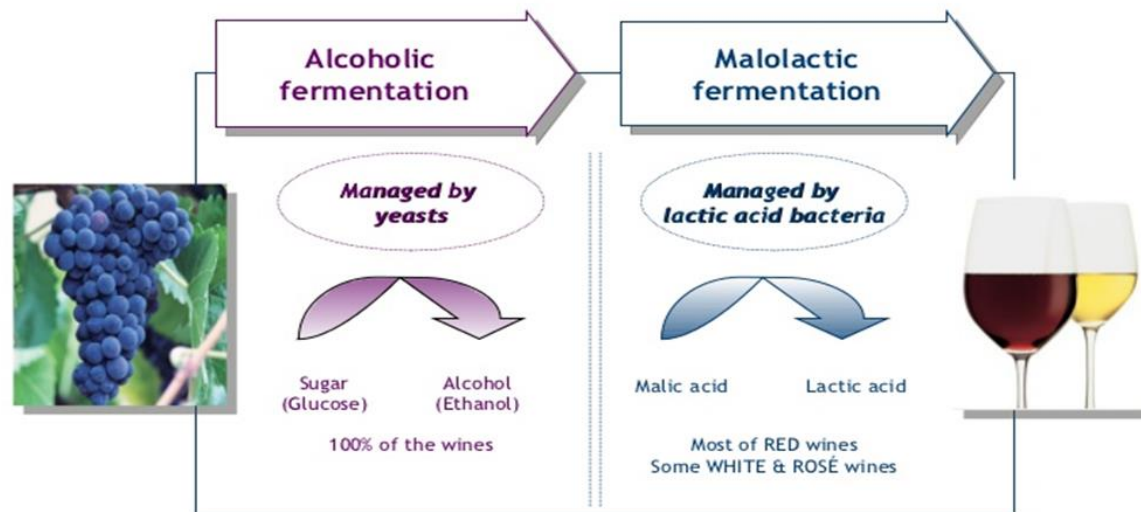 Alcoholic
fermentation
Malolactic
fermentation
Managed by
yeasts
Managed by
lactic acid bacteria
Sugar
(Glucose)
Alcohol
(Ethanol)
Malic acid
Lactic acid
100% of the wines
Most of RED wines
Some WHITE & ROSÉ wines